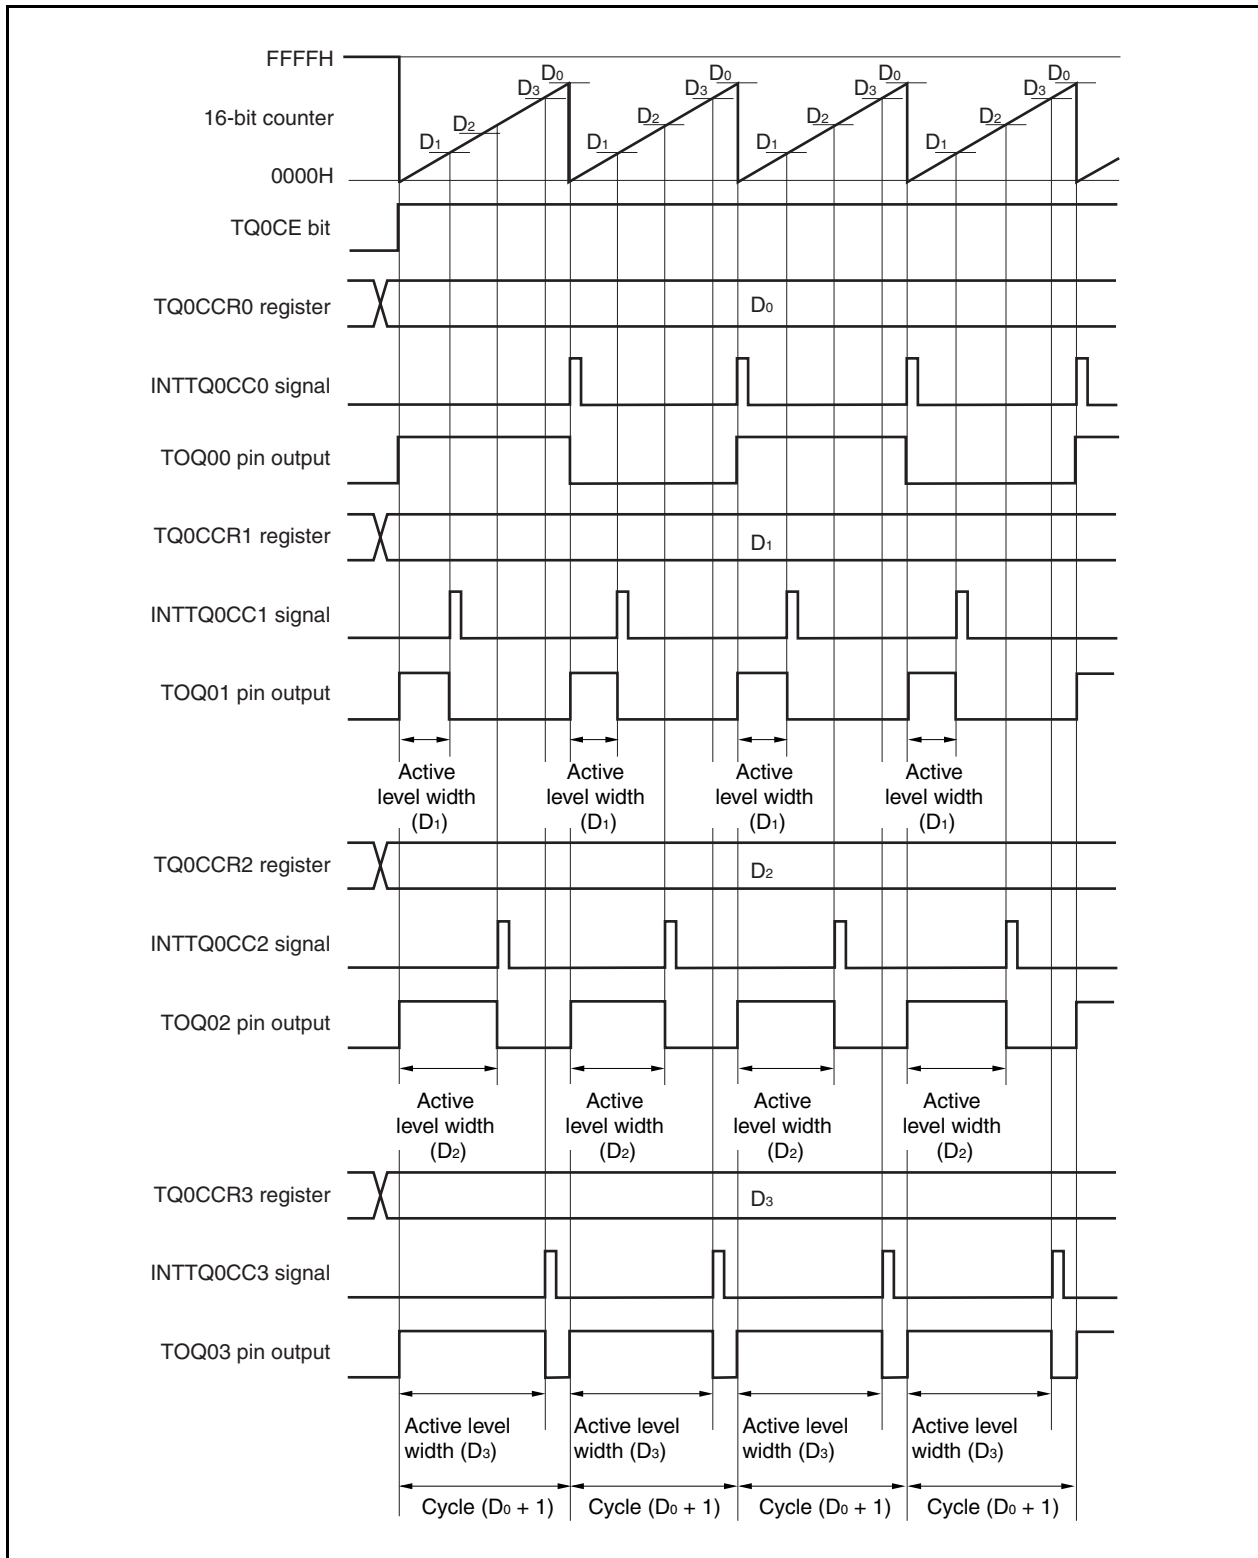 FFFFH
D0 D0 D0 D0
D3 D3 D3 D3
16-bit counter
D2 D2 D2 D2
D1 D1 D1 D1
0000H
TQ0CE bit
TQ0CCR0 register
D0
INTTQ0CC0 signal
TOQ00 pin output
TQ0CCR1 register
D1
INTTQ0CC1 signal
TOQ01 pin output
Active Active Active Active
level width level width level width level width
(D1) (D1) (D1) (D1)
TQ0CCR2 register
D2
INTTQ0CC2 signal
TOQ02 pin output
Active Active Active Active
level width level width level width level width
(D2) (D2) (D2) (D2)
TQ0CCR3 register
D3
INTTQ0CC3 signal
TOQ03 pin output
Active level Active level Active level Active level
width (D3) width (D3) width (D3) width (D3)
Cycle (D0 + 1) Cycle (D0 + 1) Cycle (D0 + 1) Cycle (D0 + 1)